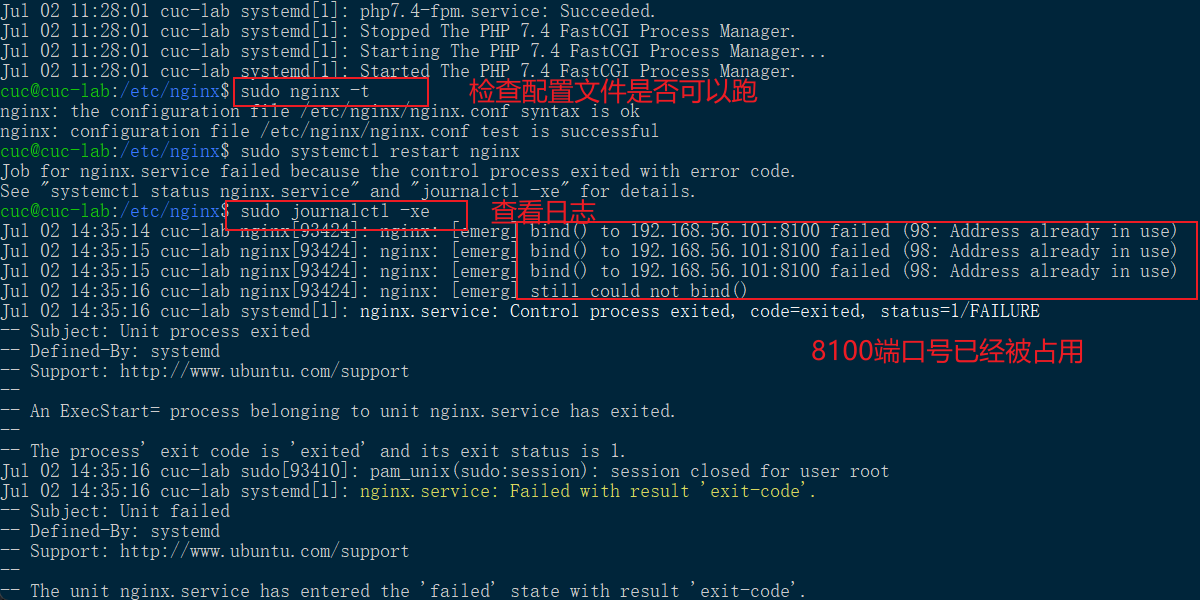 Jul 02 11:28:01 cuc-lab systemd[1]: php7.4-fpm.service: Succeeded.
Jul 02 11:28:01 cuc-lab systemd[1]: Stopped The PHP 7.4 FastCGI Process Manager.
Jul 02 11:28:01 cuc-lab systemd[1]: Starting The PHP 7.4 FastCGI Process Manager...
Jul 02 11:28:01 cuc-lab systemd[1]: Started The PHP 7.4 FastCGI Process Manager.
cuc@cuc-lab:/etc/nginx$ sudo nginx -t 检查配置文件是否可以跑
nginx: the configuration file /etc/nginx/nginx.conf syntax is ok
nginx: configuration file /etc/nginx/nginx.conf test is successful
cuc@cuc-lab:/etc/nginx$ sudo systemctl restart nginx
Job for nginx.service failed because the control process exited with error code.
See "systemctl status nginx.service" and "journalctl -xe" for details.
cuc@cuc-lab:/etc/nginx$ sudo journalctl -xe 查看日志
Jul 02 14:35:14 cuc-lab nginx[93424]: nginx: [emerg] bind() to 192.168.56.101:8100 failed (98: Address already in use)
Jul 02 14:35:15 cuc-lab nginx[93424]: nginx: [emerg] bind() to 192.168.56.101:8100 failed (98: Address already in use)
Jul 02 14:35:15 cuc-lab nginx[93424]: nginx: [emerg] bind() to 192.168.56.101:8100 failed (98: Address already in use)
Jul 02 14:35:16 cuc-lab nginx[93424]: nginx: [emerg] still could not bind()
Jul 02 14:35:16 cuc-lab systemd[1]: nginx.service: Control process exited, code=exited, status=1/FAILURE
-- Subject: Unit process exited
-- Defined-By: systemd
8100端口号已经被占用
-- Support: http://www.ubuntu.com/support
--
-- An ExecStart= process belonging to unit nginx.service has exited.
--
-- The process' exit code is 'exited' and its exit status is 1.
Jul 02 14:35:16 cuc-lab sudo[93410]: pam_unix(sudo:session): session closed for user root
Jul 02 14:35:16 cuc-lab systemd[1]: nginx.service: Failed with result 'exit-code'.
-- Subject: Unit failed
-- Defined-By: systemd
-- Support: http://www.ubuntu.com/support
--
-- The unit nginx.service has entered the 'failed' state with result 'exit-code'.